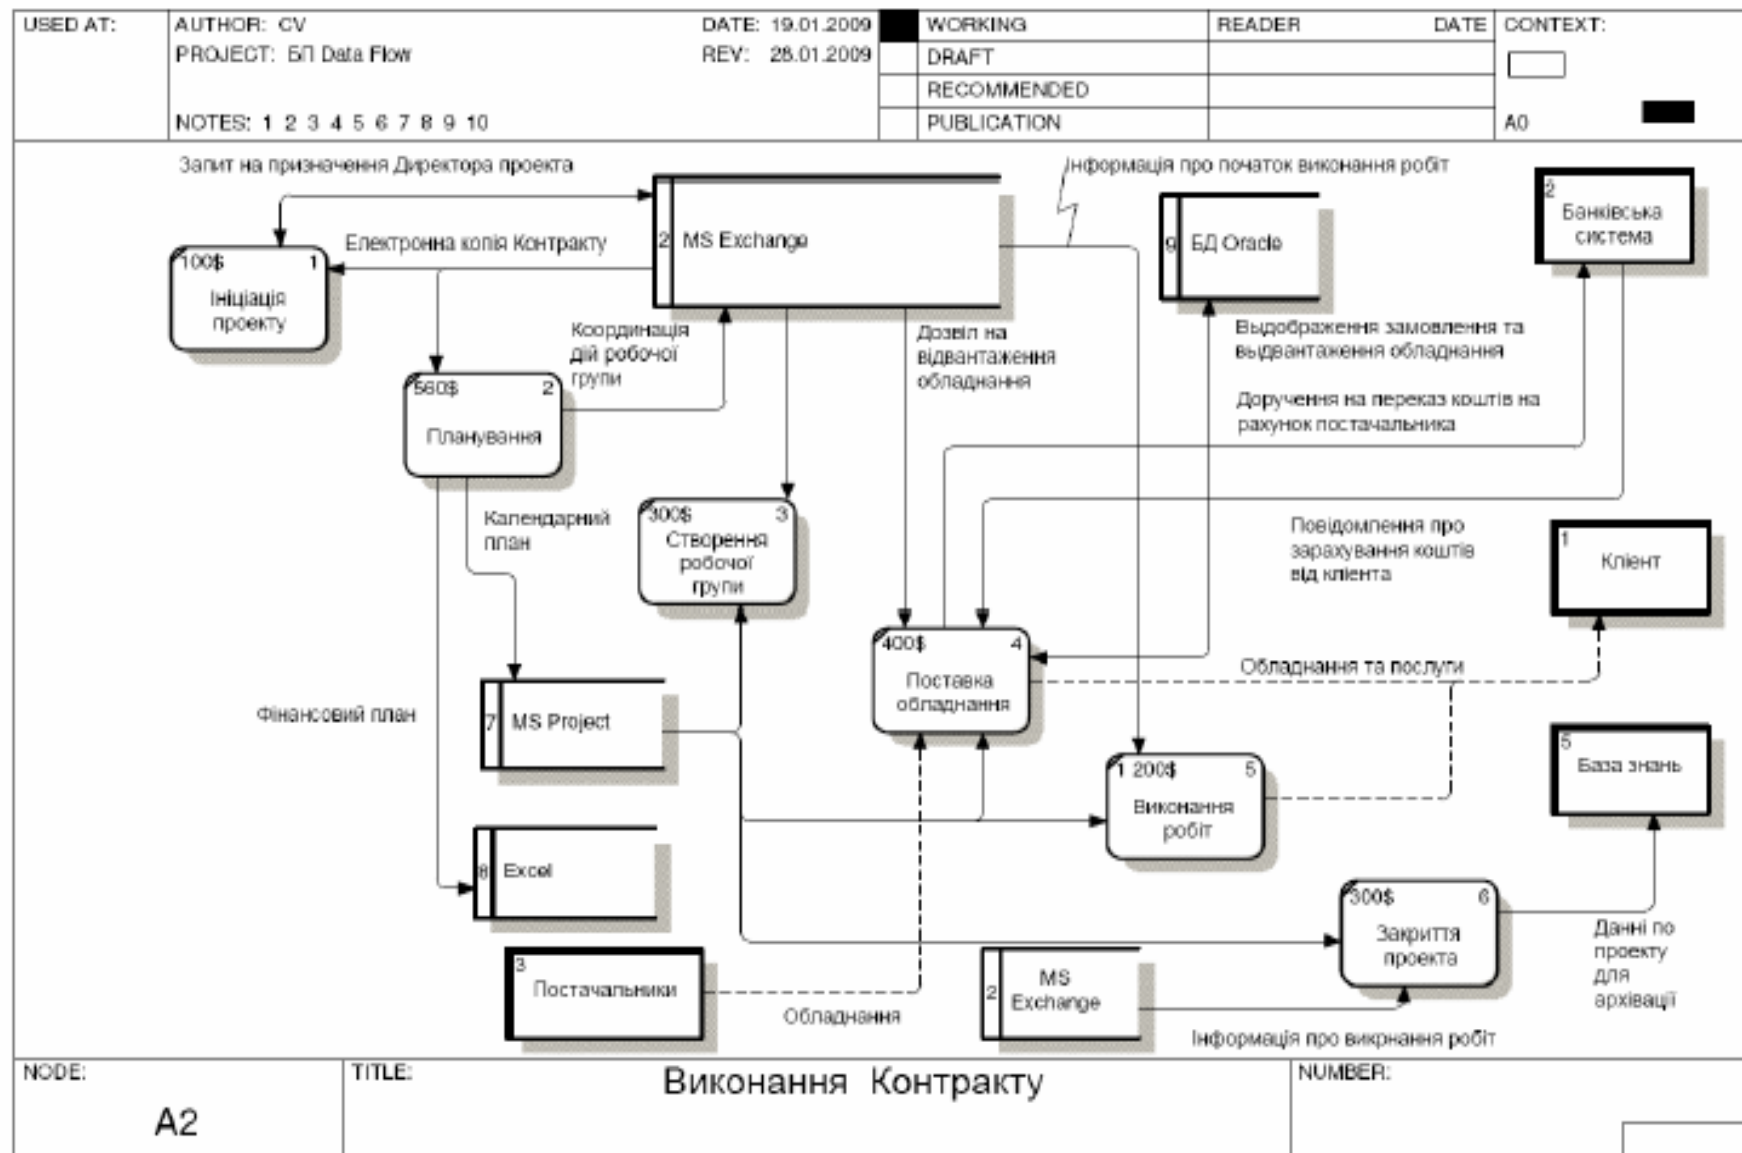 USED AT:
AUTHOR: CV
DATE: 19.01.2009
PROJECT: БП Data Flow
REV: 28.01.2009
NOTES: 1 2 3 4 5 6 7 8 9 10
WORKING
DRAFT
RECOMMENDED
PUBLICATION
READER
DATE
CONTEXT:
A0
Запит на призначення Директора проекта
Інформація про початок виконання робіт
2
MS Exchange
9
БД Oracle
2
Банківська
система
Електронна копія Контракту
100$
1
Ініціація
проекту
Координація
дій робочої
групи
Дозвіл на
відвантаження
обладнання
Выдображення замовлення та
выдвантаження обладнання
Доручення на переказ коштів на
рахунок постачальника
560$
2
Планування
Календарний
план
300$
3
Створення
робочої
групи
Повідомлення про
зарахування коштів
від кліента
1
Кліент
400$
4
Поставка
обладнання
Обладнання та послуги
Фінансовий план
7
MS Project
1 200$
5
Виконання
робіт
5
База знань
8
Excel
300$
6
Закриття
проекта
Данні по
проекту
для
архівації
3
Постачальники
Обладнання
2
MS
Exchange
Інформація про викрнання робіт
NODE:
A2
TITLE:
Виконання Контракту
NUMBER: